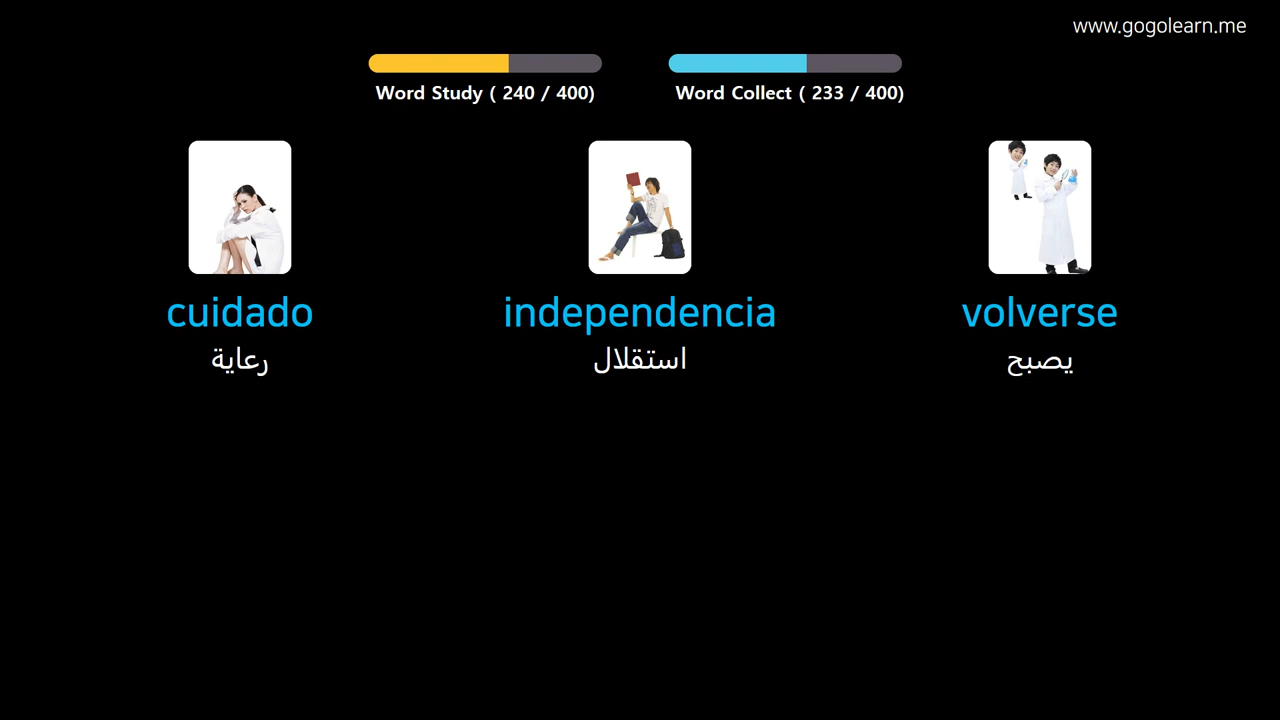 www.gogolearn.me
Word Study ( 240 / 400)
Word Collect ( 233 / 400)
cuidado
رعاية
independencia
استقلال
volverse
يصبح